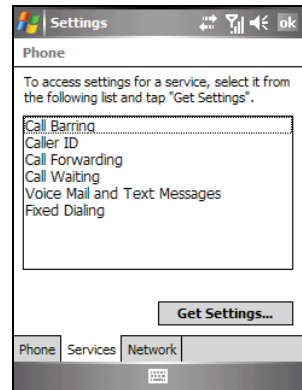 Settings
ok
Phone
To access settings for a service, select it from
the following list and tap "Get Settings".
Call Barring
Caller ID
Call Forwarding
Call Waiting
Voice Mail and Text Messages
Fixed Dialing
Get Settings...
Phone Services Network